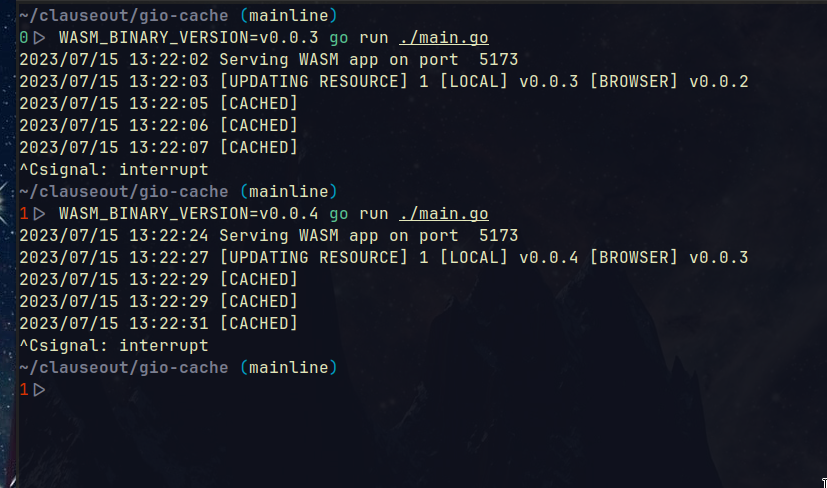 ~/clauseout/gio-cache (mainline)
0▷ WASM_BINARY_VERSION=v0.0.3 go run ./main.go
2023/07/15 13:22:02 Serving WASM app on port  5173
2023/07/15 13:22:03 [UPDATING RESOURCE] 1 [LOCAL] v0.0.3 [BROWSER] v0.0.2
2023/07/15 13:22:05 [CACHED]
2023/07/15 13:22:06 [CACHED]
2023/07/15 13:22:07 [CACHED]
^Csignal: interrupt
~/clauseout/gio-cache (mainline)
1▷ WASM_BINARY_VERSION=v0.0.4 go run ./main.go
2023/07/15 13:22:24 Serving WASM app on port  5173
2023/07/15 13:22:27 [UPDATING RESOURCE] 1 [LOCAL] v0.0.4 [BROWSER] v0.0.3
2023/07/15 13:22:29 [CACHED]
2023/07/15 13:22:29 [CACHED]
2023/07/15 13:22:31 [CACHED]
^Csignal: interrupt
~/clauseout/gio-cache (mainline)
1▷